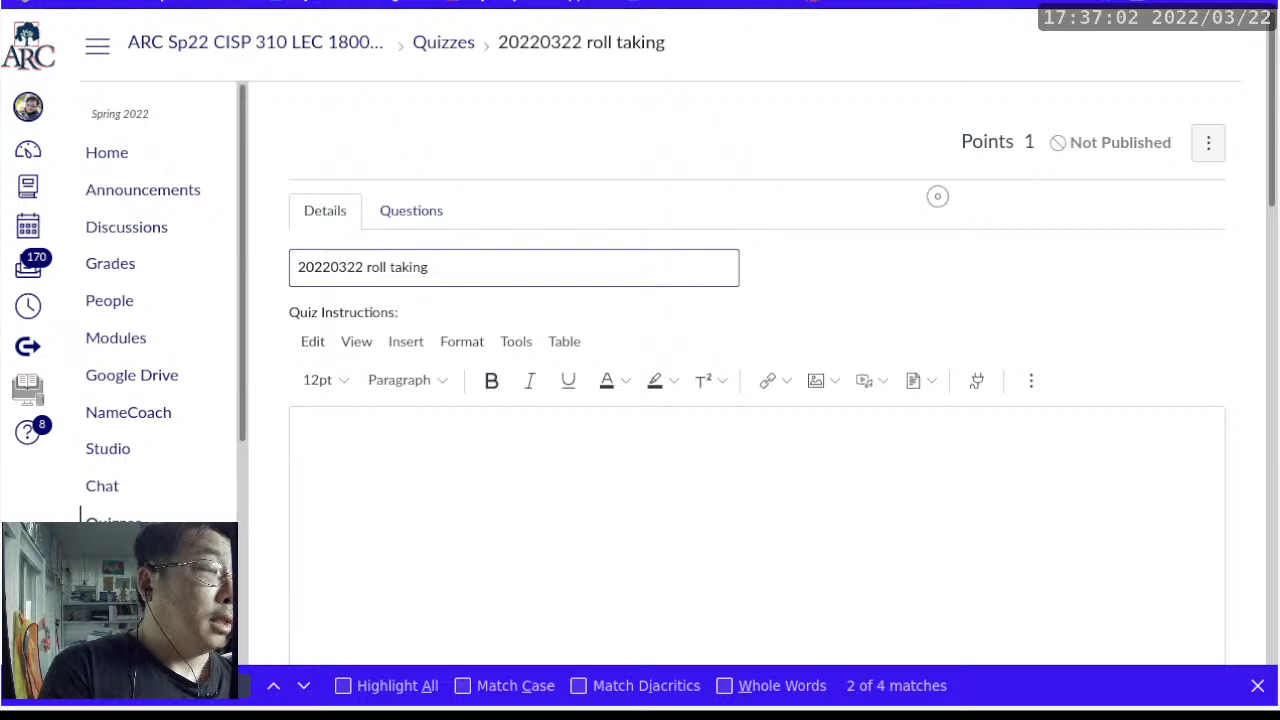 17:37:02 2022/03/22
ARC
ARC Sp22 CISP 310 LEC 1800... › Quizzes › 20220322 roll taking
Spring 2022
Home
Announcements
Discussions
Grades
People
Modules
Google Drive
NameCoach
Studio
Chat
Quizzes
170
8
Points 1 Not Published
Details Questions
20220322 roll taking
Quiz Instructions:
Edit View Insert Format Tools Table
12pt Paragraph B I U A T²
Highlight All Match Case Match Diacritics Whole Words 2 of 4 matches